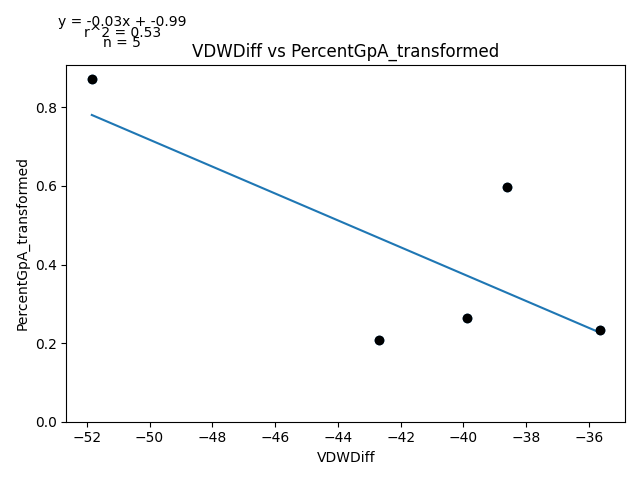 y = -0.03x + -0.99
r^2 = 0.53
n = 5
VDWDiff vs PercentGpA_transformed
PercentGpA_transformed
0.8
0.6
0.4
0.2
0.0
−52 −50 −48 −46 −44 −42 −40 −38 −36
VDWDiff